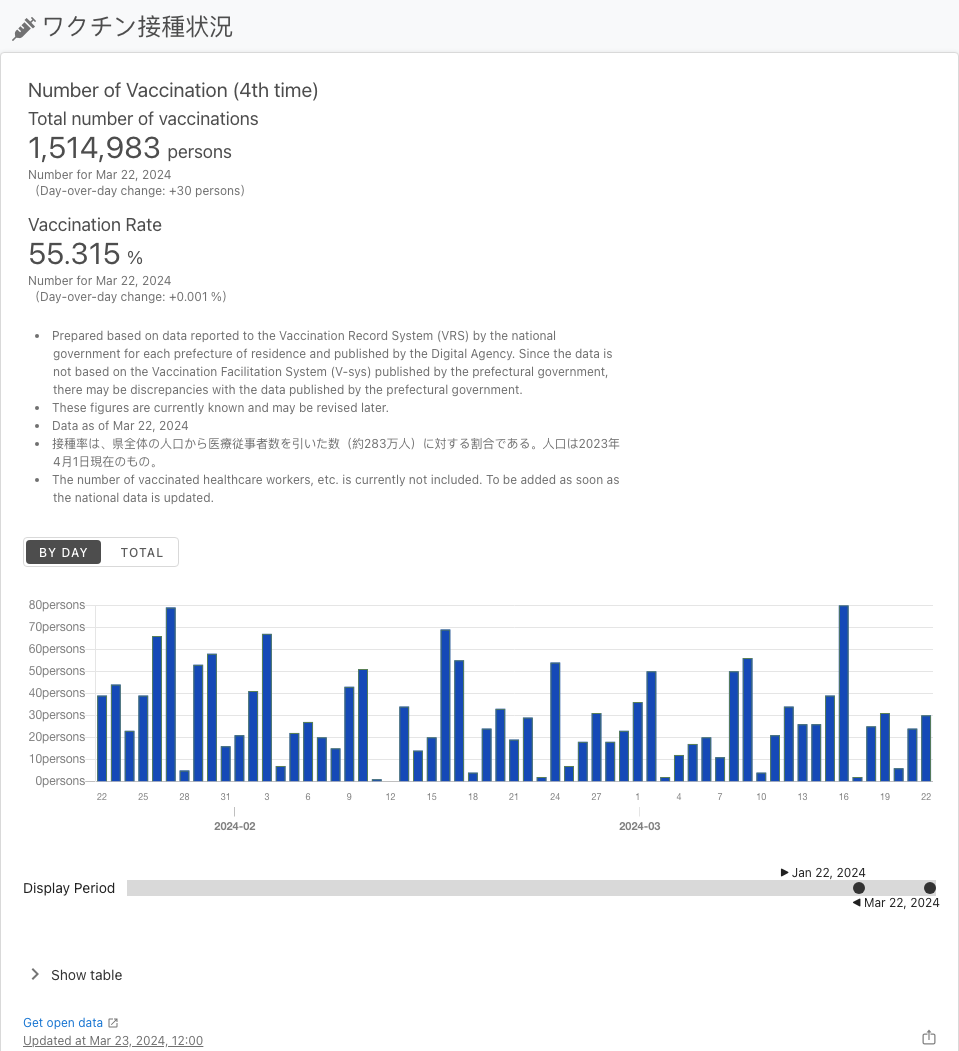 ワクチン接種状況
Number of Vaccination (4th time)
Total number of vaccinations
1,514,983 persons
Number for Mar 22, 2024
（Day-over-day change: +30 persons）
Vaccination Rate
55.315 %
Number for Mar 22, 2024
（Day-over-day change: +0.001 %）
• Prepared based on data reported to the Vaccination Record System (VRS) by the national
government for each prefecture of residence and published by the Digital Agency. Since the data is
not based on the Vaccination Facilitation System (V-sys) published by the prefectural government,
there may be discrepancies with the data published by the prefectural government.
• These figures are currently known and may be revised later.
• Data as of Mar 22, 2024
• 接種率は、県全体の人口から医療従事者数を引いた数（約283万人）に対する割合である。人口は2023年
4月1日現在のもの。
• The number of vaccinated healthcare workers, etc. is currently not included. To be added as soon as
the national data is updated.
BY DAY TOTAL
80persons
70persons
60persons
50persons
40persons
30persons
20persons
10persons
0persons
22 25 28 31 3 6 9 12 15 18 21 24 27 1 4 7 10 13 16 19 22
2024-02 2024-03
Jan 22, 2024
Display Period
Mar 22, 2024
Show table
Get open data
Updated at Mar 23, 2024, 12:00